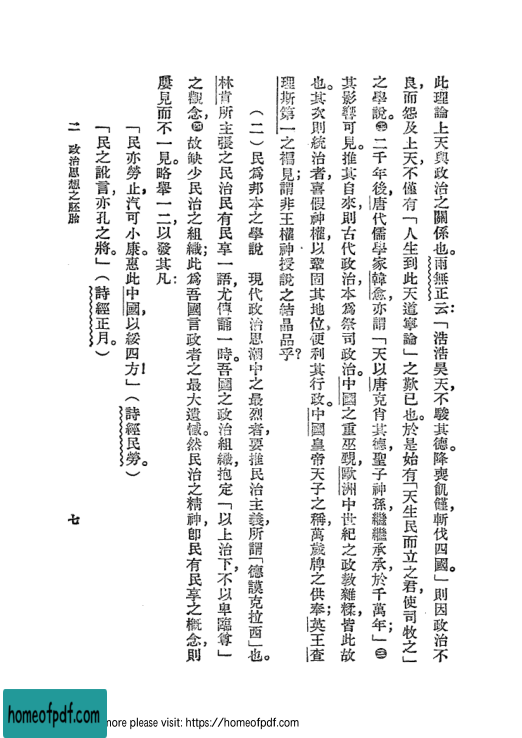 此理論上天與政治之關係也。雨無正云:「浩浩昊天,不駿其德。降喪飢饉,斬伐四國。」則因政治不
良,而怨及上天,不僅有「人生到此天道寧論」之歎已也。於是始有「天生民而立之君,使司牧之」
之學說。㊁二千年後,唐代儒學家韓愈,亦謂「天以唐克肖其德,聖子神孫,繼繼承承,於千萬年;」㊂
其影響可見。推其自來,則古代政治,本為祭司政治。中國之重巫覡,歐洲中世紀之政教雜糅,皆此故
也。其次則統治者,喜假神權,以鞏固其地位,便利其行政。中國皇帝天子之稱,萬歲牌之供奉;英王查
理斯第一之褊見;謂非王權神授說之結晶品乎?
(二)民為邦本之學說 現代政治思潮中之最烈者,要推民治主義,所謂「德謨克拉西」也。
林肯所主張之民治民有民享一語,尤傳誦一時。吾國之政治組織,抱定「以上治下,不以卑臨尊」
之觀念,㊃故缺少民治之組織;此為吾國言政者之最大遺憾。然民治之精神,卽民有民享之概念,則
屢見而不一見。略舉一二,以發其凡:
「民亦勞止,汽可小康。惠此中國,以綏四方!」(詩經民勞。)
「民之訛言,亦孔之將。」(詩經正月。)
二 政治思想之胚胎
七
homeofpdf.com
more please visit: https://homeofpdf.com